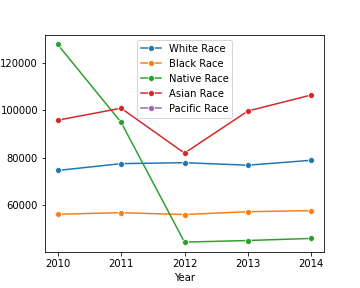 120000
100000
80000
60000
White Race
Black Race
Native Race
Asian Race
Pacific Race
2010 2011 2012 2013 2014
Year